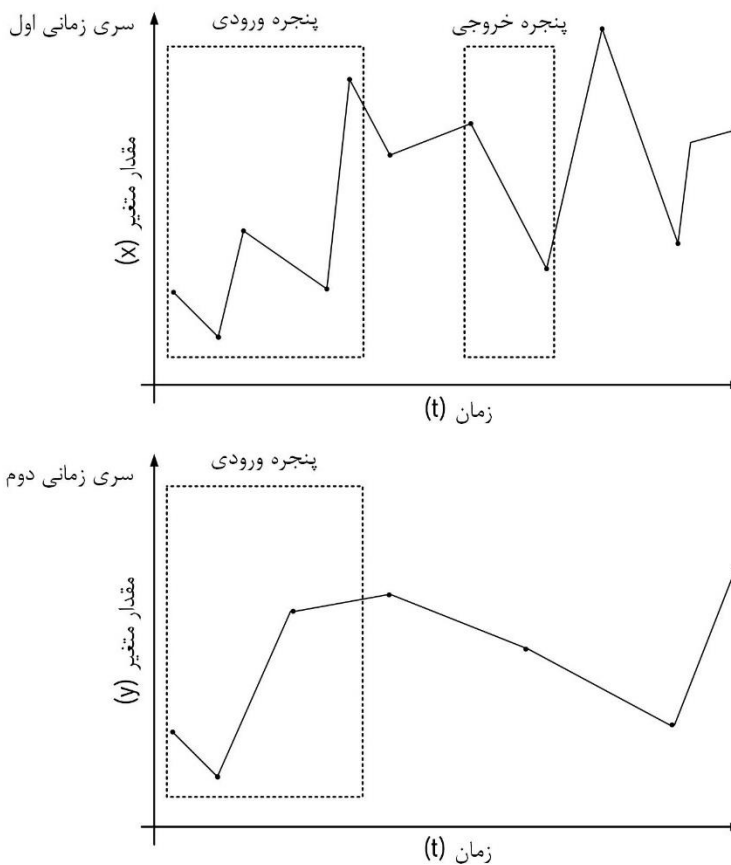 سری زمانی اول
پنجره ورودی
پنجره خروجی
مقدار متغیر (x)
زمان (t)
سری زمانی دوم
پنجره ورودی
مقدار متغیر (y)
زمان (t)